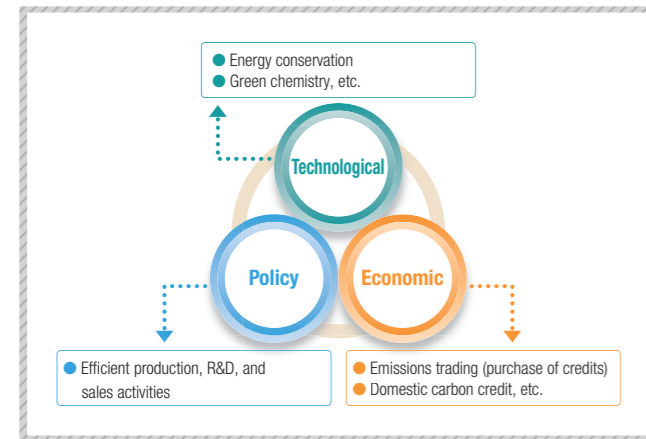 ● Energy conservation
● Green chemistry, etc.
Technological
Policy
Economic
● Efficient production, R&D, and
sales activities
● Emissions trading (purchase of credits)
● Domestic carbon credit, etc.